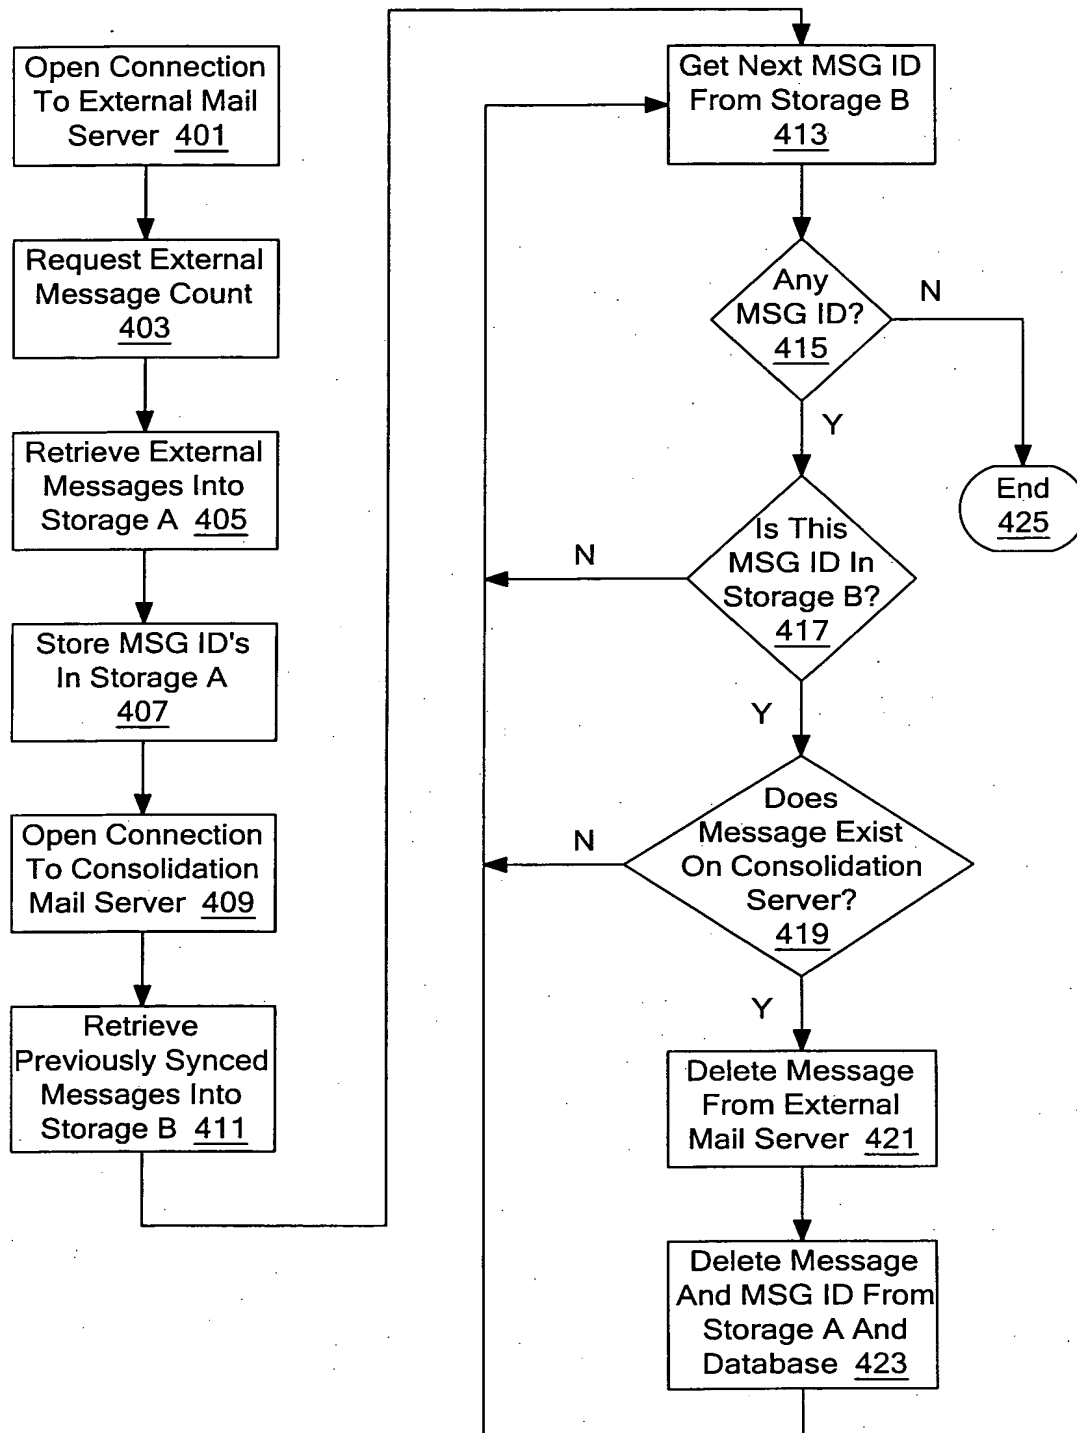 Open Connection
To External Mail
Server 401
Request External
Message Count
403
Retrieve External
Messages Into
Storage A 405
Store MSG ID's
In Storage A
407
Open Connection
To Consolidation
Mail Server 409
Retrieve
Previously Synced
Messages Into
Storage B 411
Get Next MSG ID
From Storage B
413
Any
MSG ID?
415
N
Y
End
425
Is This
MSG ID In
Storage B?
417
N
Y
Does
Message Exist
On Consolidation
Server?
419
N
Y
Delete Message
From External
Mail Server 421
Delete Message
And MSG ID From
Storage A And
Database 423